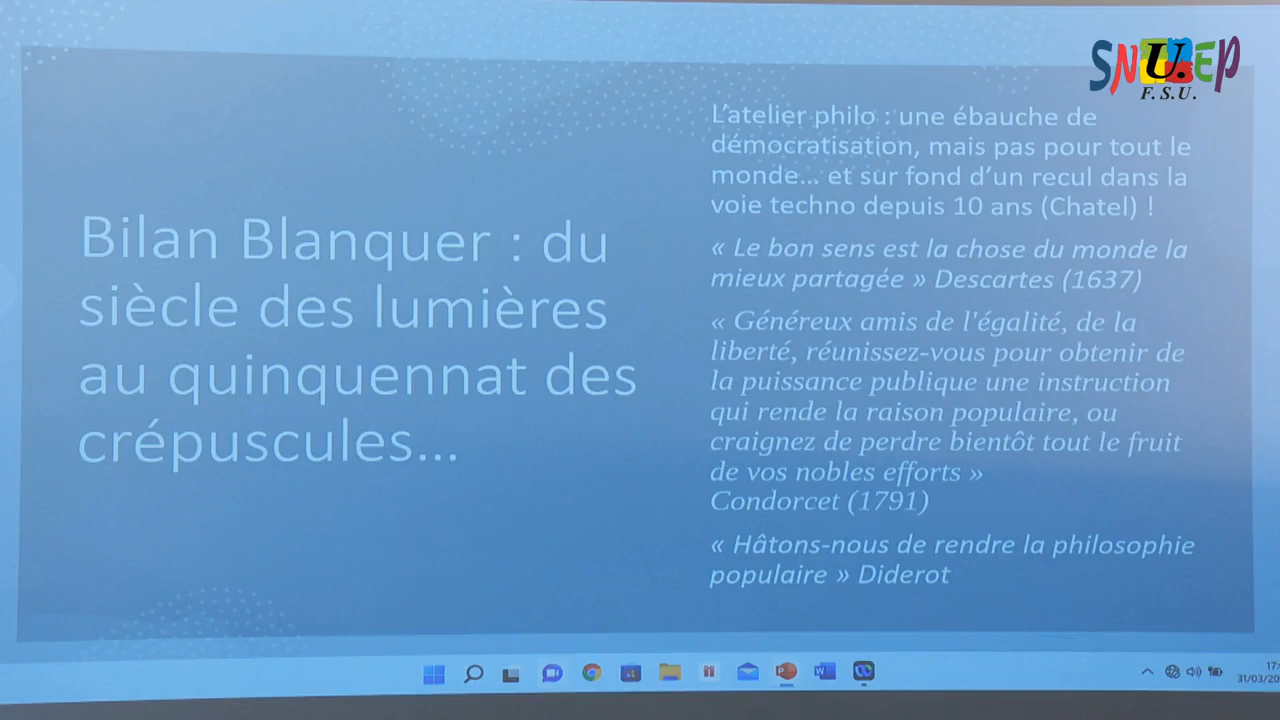 SNUEP
U.
F.S.U.
Bilan Blanquer : du
siècle des lumières
au quinquennat des
crépuscules...
L’atelier philo : une ébauche de
démocratisation, mais pas pour tout le
monde... et sur fond d’un recul dans la
voie techno depuis 10 ans (Chatel) !
« Le bon sens est la chose du monde la
mieux partagée » Descartes (1637)
« Généreux amis de l'égalité, de la
liberté, réunissez-vous pour obtenir de
la puissance publique une instruction
qui rende la raison populaire, ou
craignez de perdre bientôt tout le fruit
de vos nobles efforts »
Condorcet (1791)
« Hâtons-nous de rendre la philosophie
populaire » Diderot